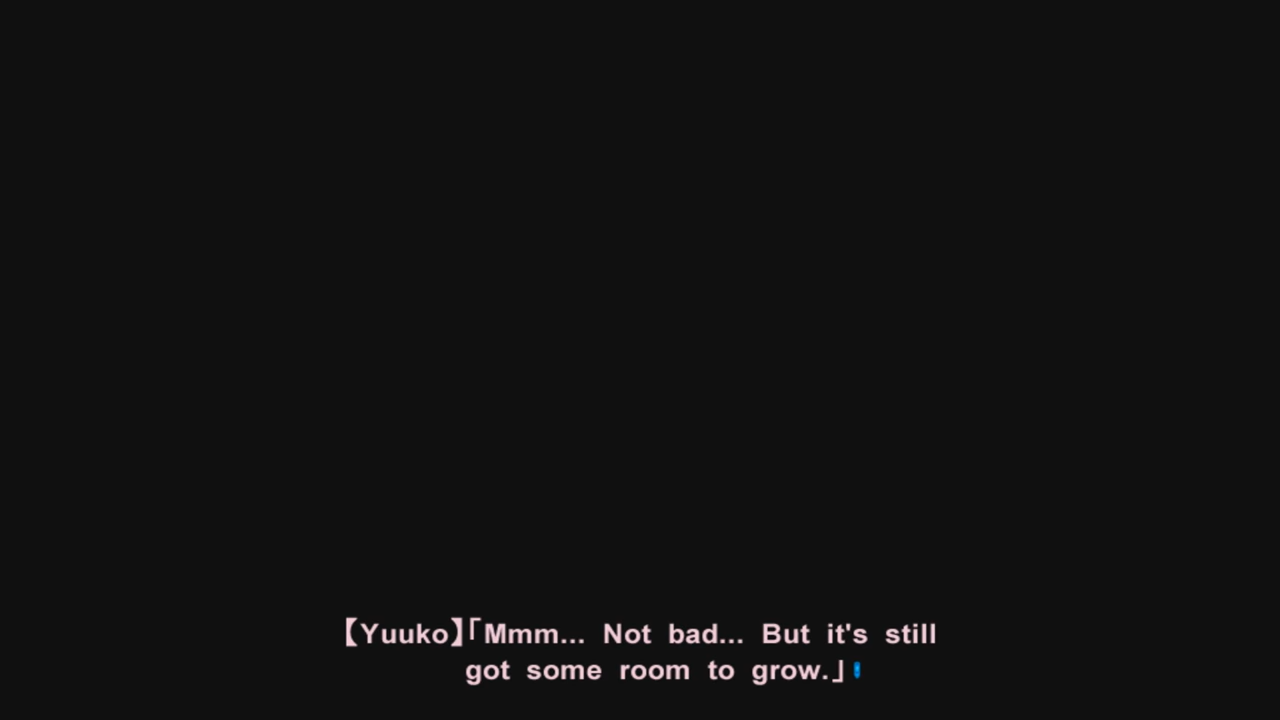 【Yuuko】「Mmm... Not bad... But it's still
got some room to grow.」